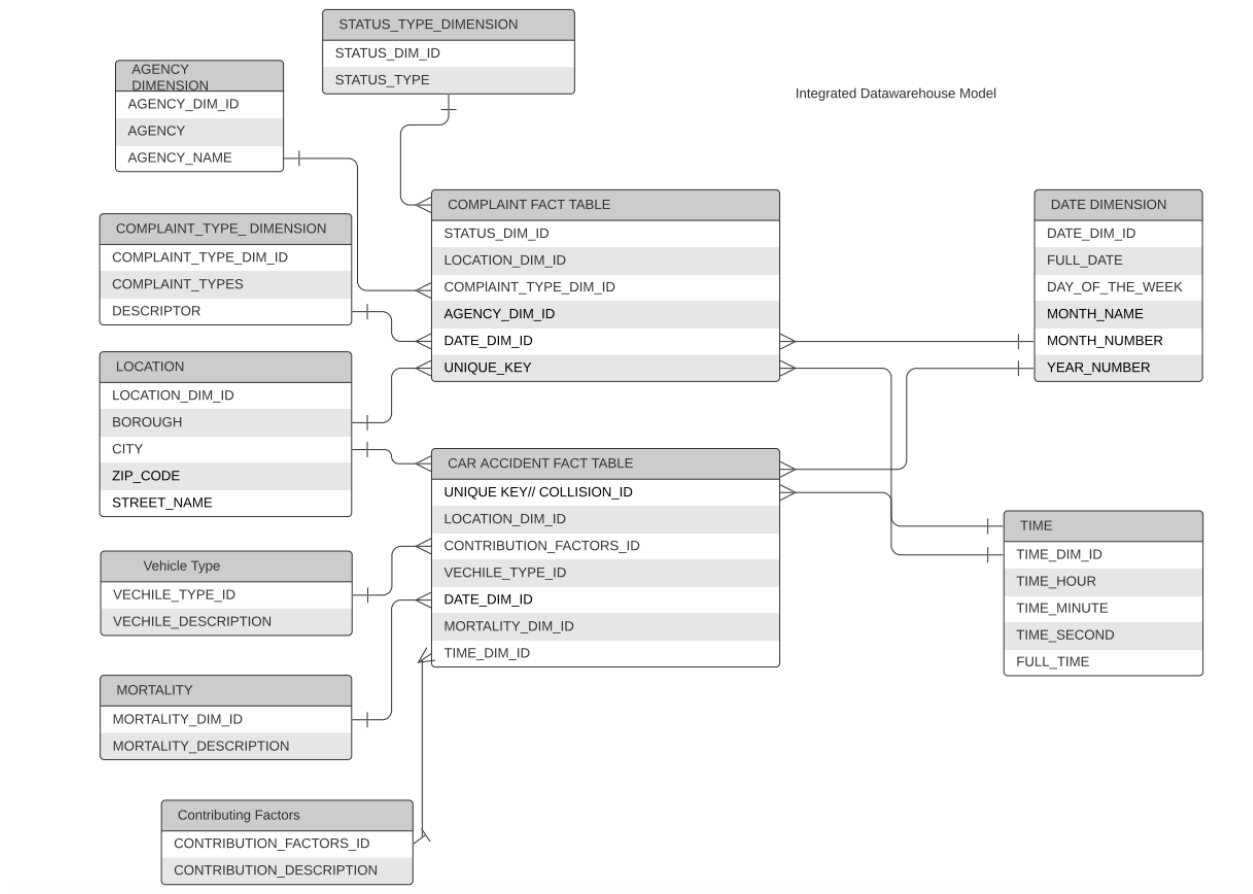 STATUS_TYPE_DIMENSION
STATUS_DIM_ID
STATUS_TYPE
AGENCY
DIMENSION
AGENCY_DIM_ID
AGENCY
AGENCY_NAME
Integrated Datawarehouse Model
COMPLAINT_TYPE_ DIMENSION
COMPLAINT_TYPE_DIM_ID
COMPLAINT_TYPES
DESCRIPTOR
COMPLAINT FACT TABLE
STATUS_DIM_ID
LOCATION_DIM_ID
COMPlAINT_TYPE_DIM_ID
AGENCY_DIM_ID
DATE_DIM_ID
UNIQUE_KEY
DATE DIMENSION
DATE_DIM_ID
FULL_DATE
DAY_OF_THE_WEEK
MONTH_NAME
MONTH_NUMBER
YEAR_NUMBER
LOCATION
LOCATION_DIM_ID
BOROUGH
CITY
ZIP_CODE
STREET_NAME
CAR ACCIDENT FACT TABLE
UNIQUE KEY// COLLISION_ID
LOCATION_DIM_ID
CONTRIBUTION_FACTORS_ID
VECHILE_TYPE_ID
DATE_DIM_ID
MORTALITY_DIM_ID
TIME_DIM_ID
TIME
TIME_DIM_ID
TIME_HOUR
TIME_MINUTE
TIME_SECOND
FULL_TIME
Vehicle Type
VECHILE_TYPE_ID
VECHILE_DESCRIPTION
MORTALITY
MORTALITY_DIM_ID
MORTALITY_DESCRIPTION
Contributing Factors
CONTRIBUTION_FACTORS_ID
CONTRIBUTION_DESCRIPTION